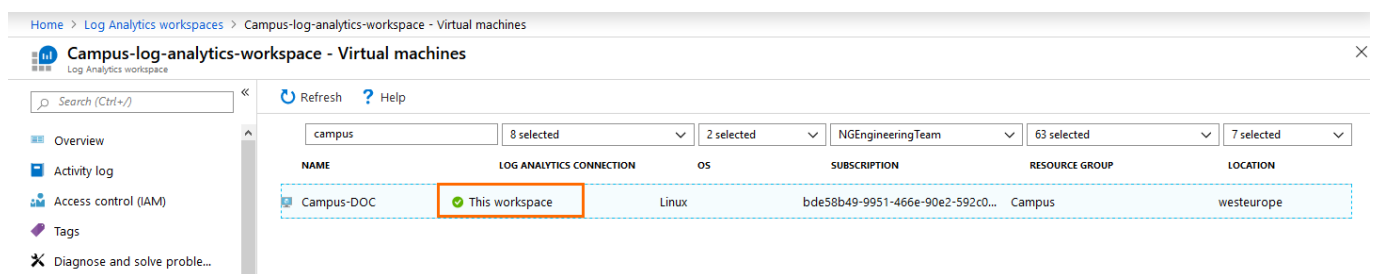 Home > Log Analytics workspaces > Campus-log-analytics-workspace - Virtual machines
Campus-log-analytics-workspace - Virtual machines
Log Analytics workspace
Search (Ctrl+/)
Refresh ? Help
Overview
Activity log
Access control (IAM)
Tags
Diagnose and solve proble...
campus 8 selected 2 selected NGEngineeringTeam 63 selected 7 selected
NAME LOG ANALYTICS CONNECTION OS SUBSCRIPTION RESOURCE GROUP LOCATION
Campus-DOC This workspace Linux bde58b49-9951-466e-90e2-592c0... Campus westeurope